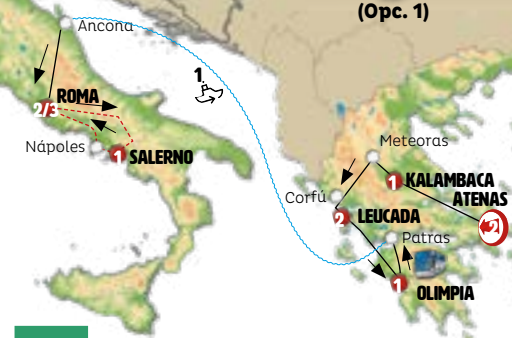 (Opc. 1)
Ancona
1
2/3 ROMA
Nápoles
1 SALERNO
Meteoras
1 KALAMBACA
ATENAS
2
Corfú
2 LEUCADA
Patras
1 OLIMPIA